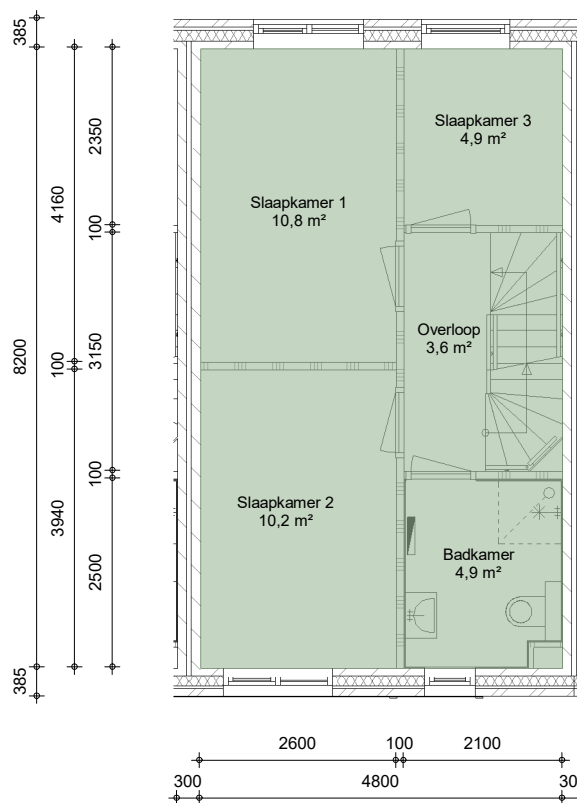 385
2350
Slaapkamer 3
4,9 m²
4160
Slaapkamer 1
10,8 m²
100
Overloop
3,6 m²
8200
100
3150
100
3940
Slaapkamer 2
10,2 m²
2500
Badkamer
4,9 m²
385
2600 100 2100
300 4800 30